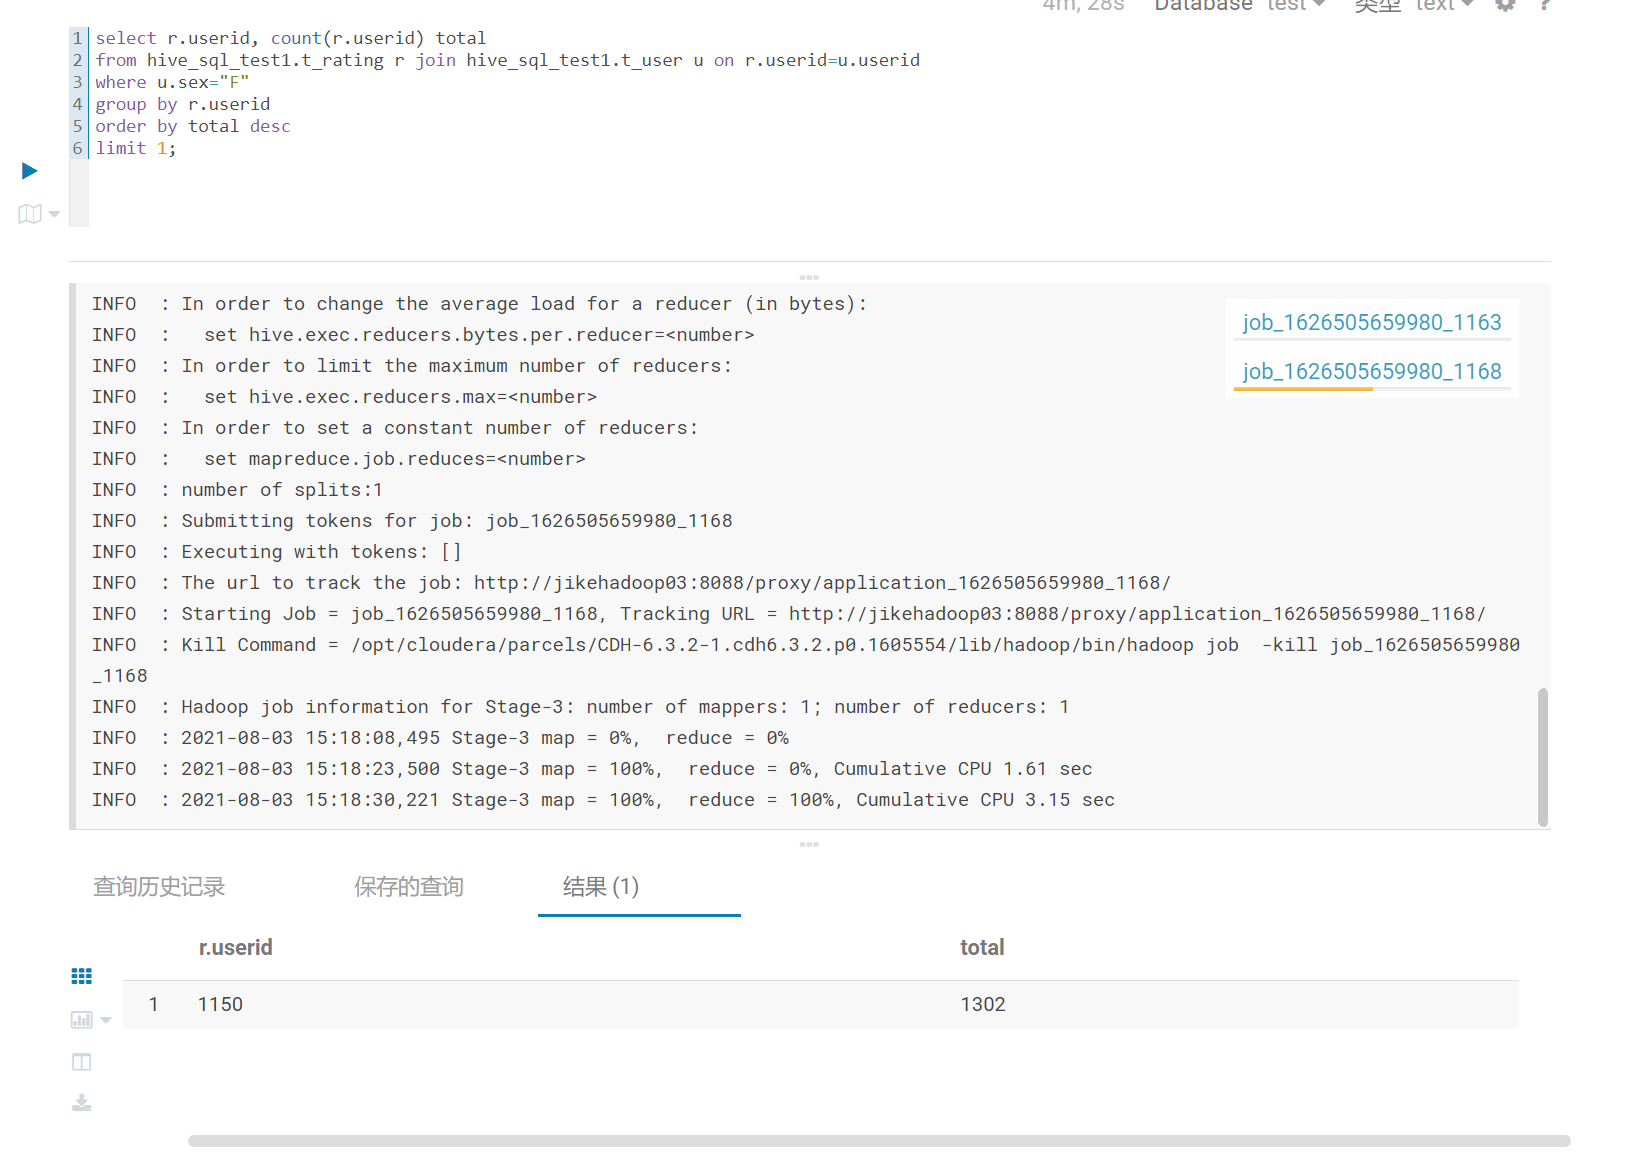 4m, 28s Database test 类型 text ?
1 select r.userid, count(r.userid) total
2 from hive_sql_test1.t_rating r join hive_sql_test1.t_user u on r.userid=u.userid
3 where u.sex="F"
4 group by r.userid
5 order by total desc
6 limit 1;
INFO  : In order to change the average load for a reducer (in bytes):
INFO  :   set hive.exec.reducers.bytes.per.reducer=<number>
INFO  : In order to limit the maximum number of reducers:
INFO  :   set hive.exec.reducers.max=<number>
INFO  : In order to set a constant number of reducers:
INFO  :   set mapreduce.job.reduces=<number>
INFO  : number of splits:1
INFO  : Submitting tokens for job: job_1626505659980_1168
INFO  : Executing with tokens: []
INFO  : The url to track the job: http://jikehadoop03:8088/proxy/application_1626505659980_1168/
INFO  : Starting Job = job_1626505659980_1168, Tracking URL = http://jikehadoop03:8088/proxy/application_1626505659980_1168/
INFO  : Kill Command = /opt/cloudera/parcels/CDH-6.3.2-1.cdh6.3.2.p0.1605554/lib/hadoop/bin/hadoop job  -kill job_1626505659980
_1168
INFO  : Hadoop job information for Stage-3: number of mappers: 1; number of reducers: 1
INFO  : 2021-08-03 15:18:08,495 Stage-3 map = 0%,  reduce = 0%
INFO  : 2021-08-03 15:18:23,500 Stage-3 map = 100%,  reduce = 0%, Cumulative CPU 1.61 sec
INFO  : 2021-08-03 15:18:30,221 Stage-3 map = 100%,  reduce = 100%, Cumulative CPU 3.15 sec
job_1626505659980_1163
job_1626505659980_1168
查询历史记录 保存的查询 结果 (1)
r.userid total
1 1150 1302